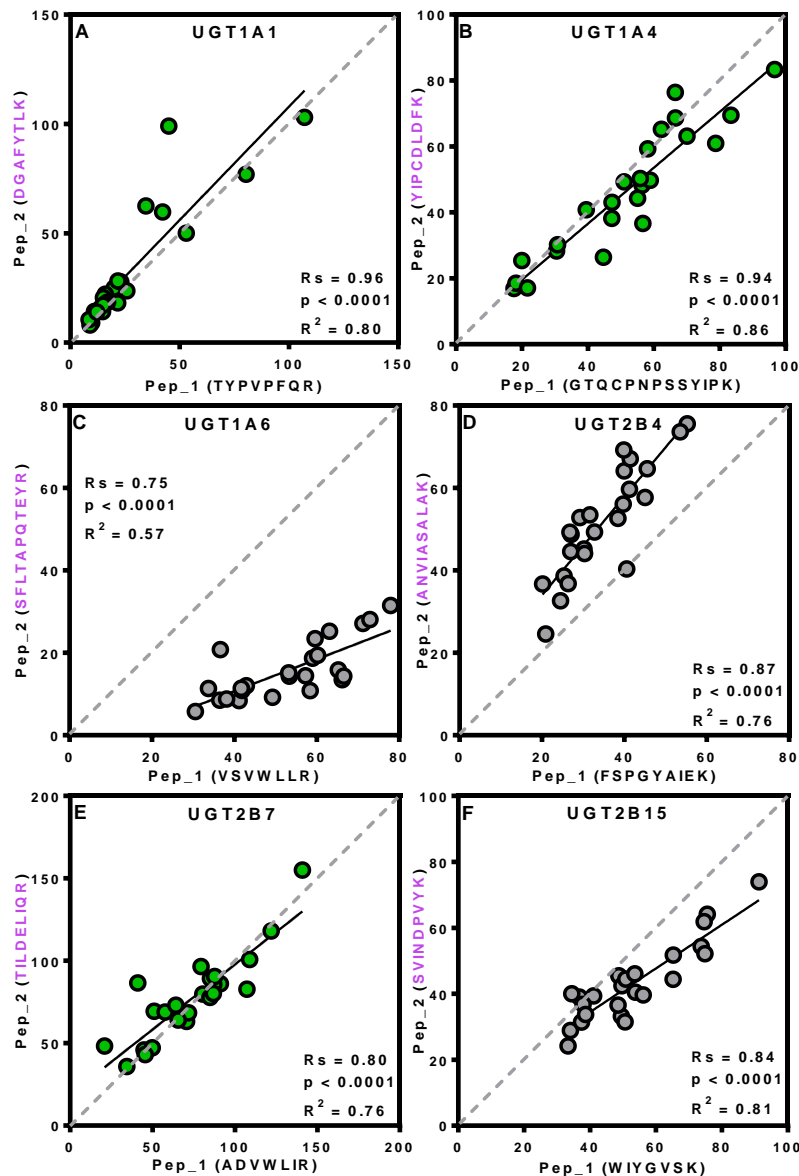 A
UGT1A1
150
100
50
0
Pep_2 (DGAFYTLK)
Rs = 0.96
p < 0.0001
R² = 0.80
0 50 100 150
Pep_1 (TYPVPFQR)
B
UGT1A4
100
80
60
40
20
0
Pep_2 (YIPCDLDFK)
Rs = 0.94
p < 0.0001
R² = 0.86
0 20 40 60 80 100
Pep_1 (GTQCPNPSSYIPK)
C
UGT1A6
80
60
40
20
0
Pep_2 (SFLTAPQTEYR)
Rs = 0.75
p < 0.0001
R² = 0.57
0 20 40 60 80
Pep_1 (VSVWLLR)
D
UGT2B4
80
60
40
20
0
Pep_2 (ANVIASALAK)
Rs = 0.87
p < 0.0001
R² = 0.76
0 20 40 60 80
Pep_1 (FSPGYAIEK)
E
UGT2B7
200
150
100
50
0
Pep_2 (TILDELIQR)
Rs = 0.80
p < 0.0001
R² = 0.76
0 50 100 150 200
Pep_1 (ADVWLIR)
F
UGT2B15
100
80
60
40
20
0
Pep_2 (SVINDPVYK)
Rs = 0.84
p < 0.0001
R² = 0.81
0 20 40 60 80 100
Pep_1 (WIYGVSK)